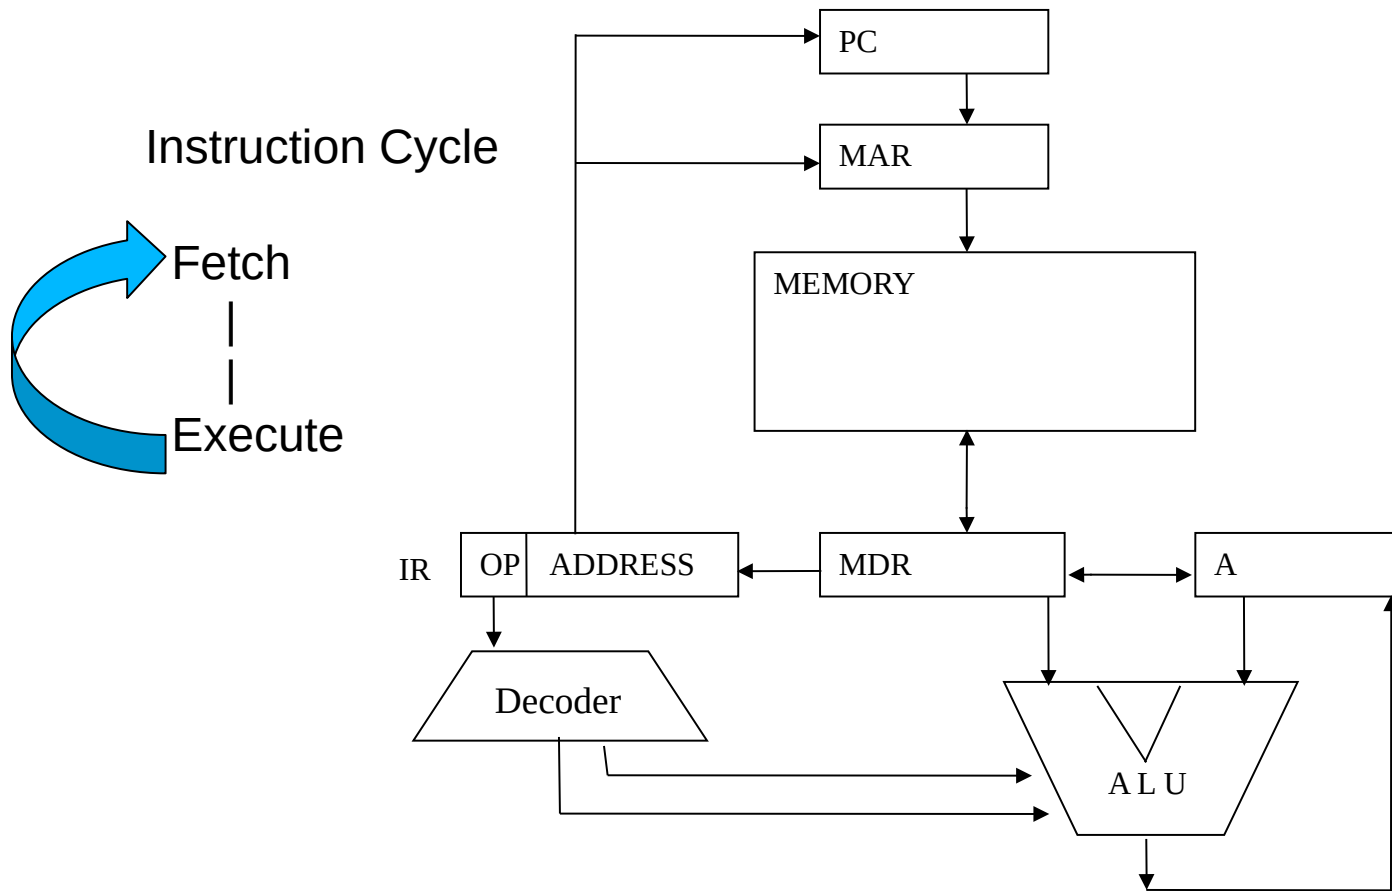 PC
Instruction Cycle
MAR
Fetch
|
|
Execute
MEMORY
IR
OP ADDRESS
MDR
A
Decoder
A L U